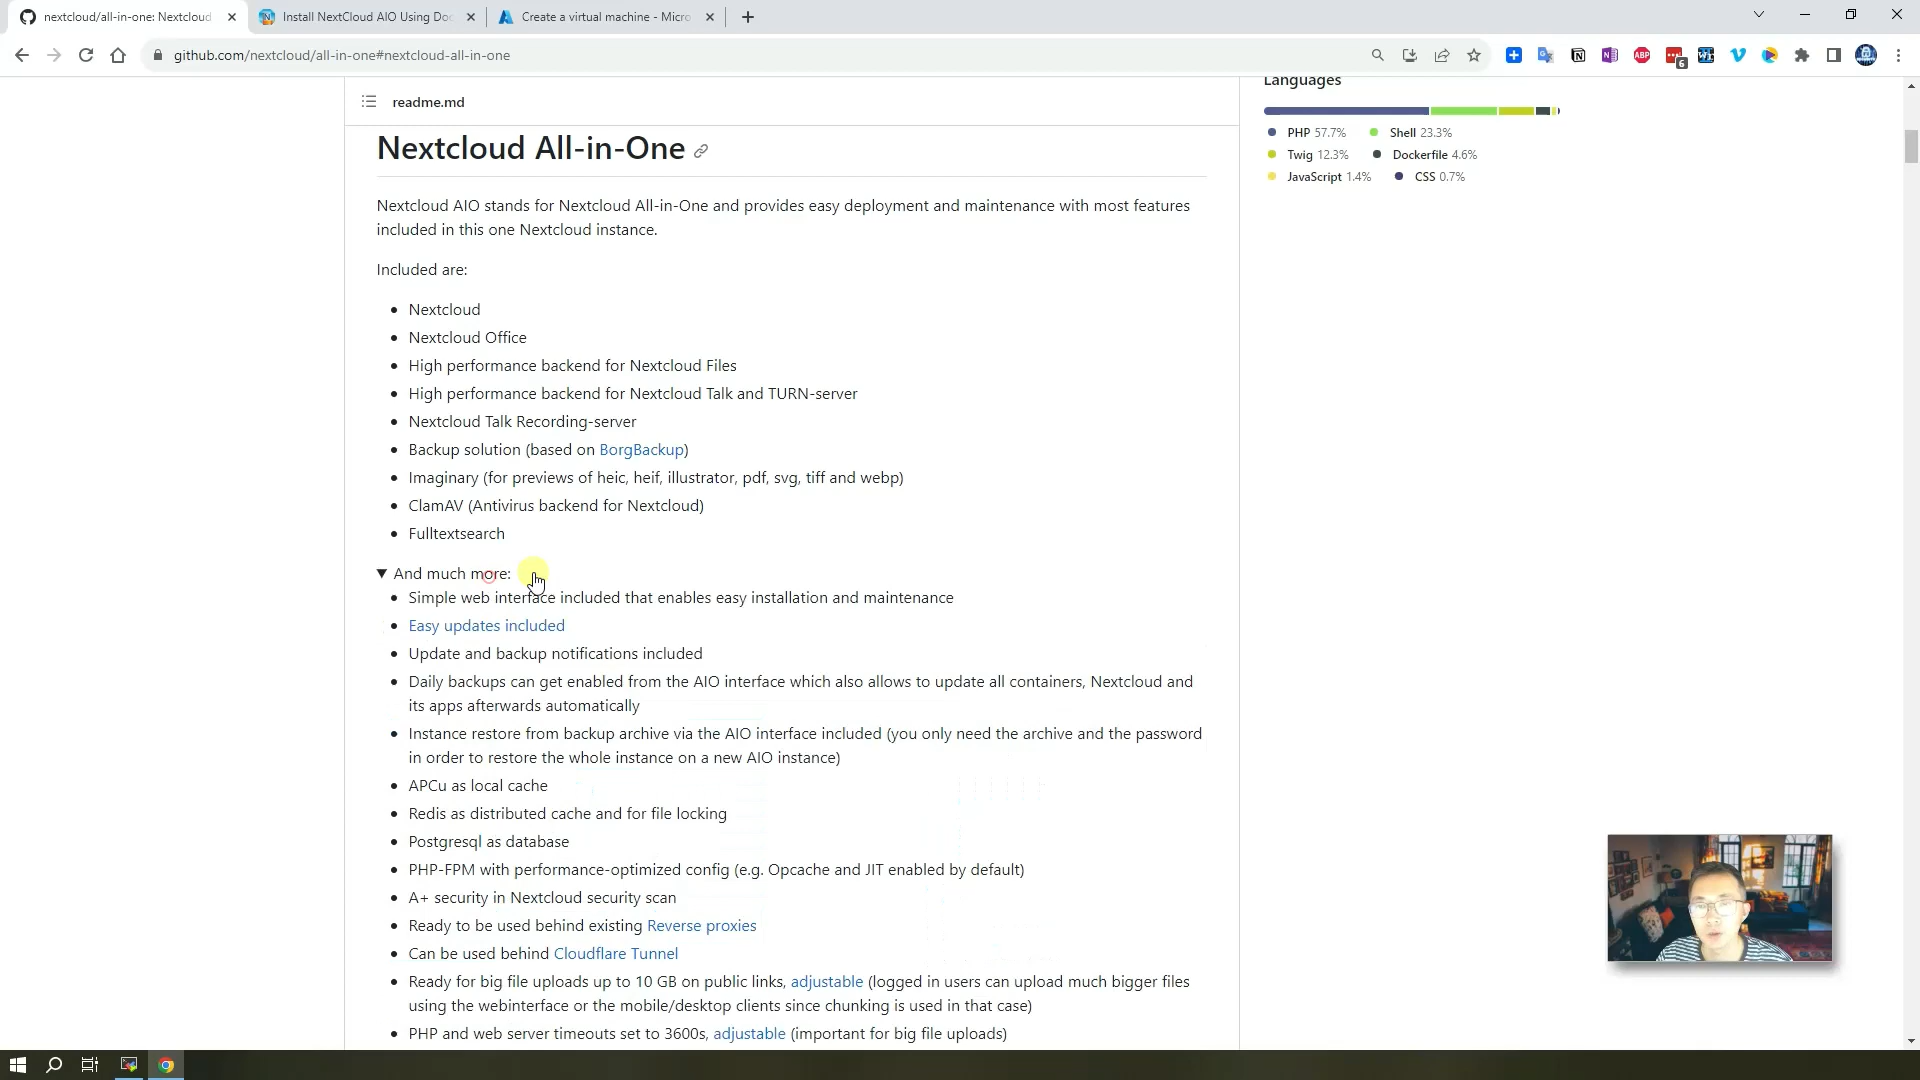 nextcloud/all-in-one: Nextcloud
Install NextCloud AIO Using Doc
Create a virtual machine - Micro
github.com/nextcloud/all-in-one#nextcloud-all-in-one
ABP
6
readme.md
Languages
PHP 57.7%
Shell 23.3%
Twig 12.3%
Dockerfile 4.6%
JavaScript 1.4%
CSS 0.7%
Nextcloud All-in-One
Nextcloud AIO stands for Nextcloud All-in-One and provides easy deployment and maintenance with most features
included in this one Nextcloud instance.
Included are:
Nextcloud
Nextcloud Office
High performance backend for Nextcloud Files
High performance backend for Nextcloud Talk and TURN-server
Nextcloud Talk Recording-server
Backup solution (based on BorgBackup)
Imaginary (for previews of heic, heif, illustrator, pdf, svg, tiff and webp)
ClamAV (Antivirus backend for Nextcloud)
Fulltextsearch
And much more:
Simple web interface included that enables easy installation and maintenance
Easy updates included
Update and backup notifications included
Daily backups can get enabled from the AIO interface which also allows to update all containers, Nextcloud and
its apps afterwards automatically
Instance restore from backup archive via the AIO interface included (you only need the archive and the password
in order to restore the whole instance on a new AIO instance)
APCu as local cache
Redis as distributed cache and for file locking
Postgresql as database
PHP-FPM with performance-optimized config (e.g. Opcache and JIT enabled by default)
A+ security in Nextcloud security scan
Ready to be used behind existing Reverse proxies
Can be used behind Cloudflare Tunnel
Ready for big file uploads up to 10 GB on public links, adjustable (logged in users can upload much bigger files
using the webinterface or the mobile/desktop clients since chunking is used in that case)
PHP and web server timeouts set to 3600s, adjustable (important for big file uploads)